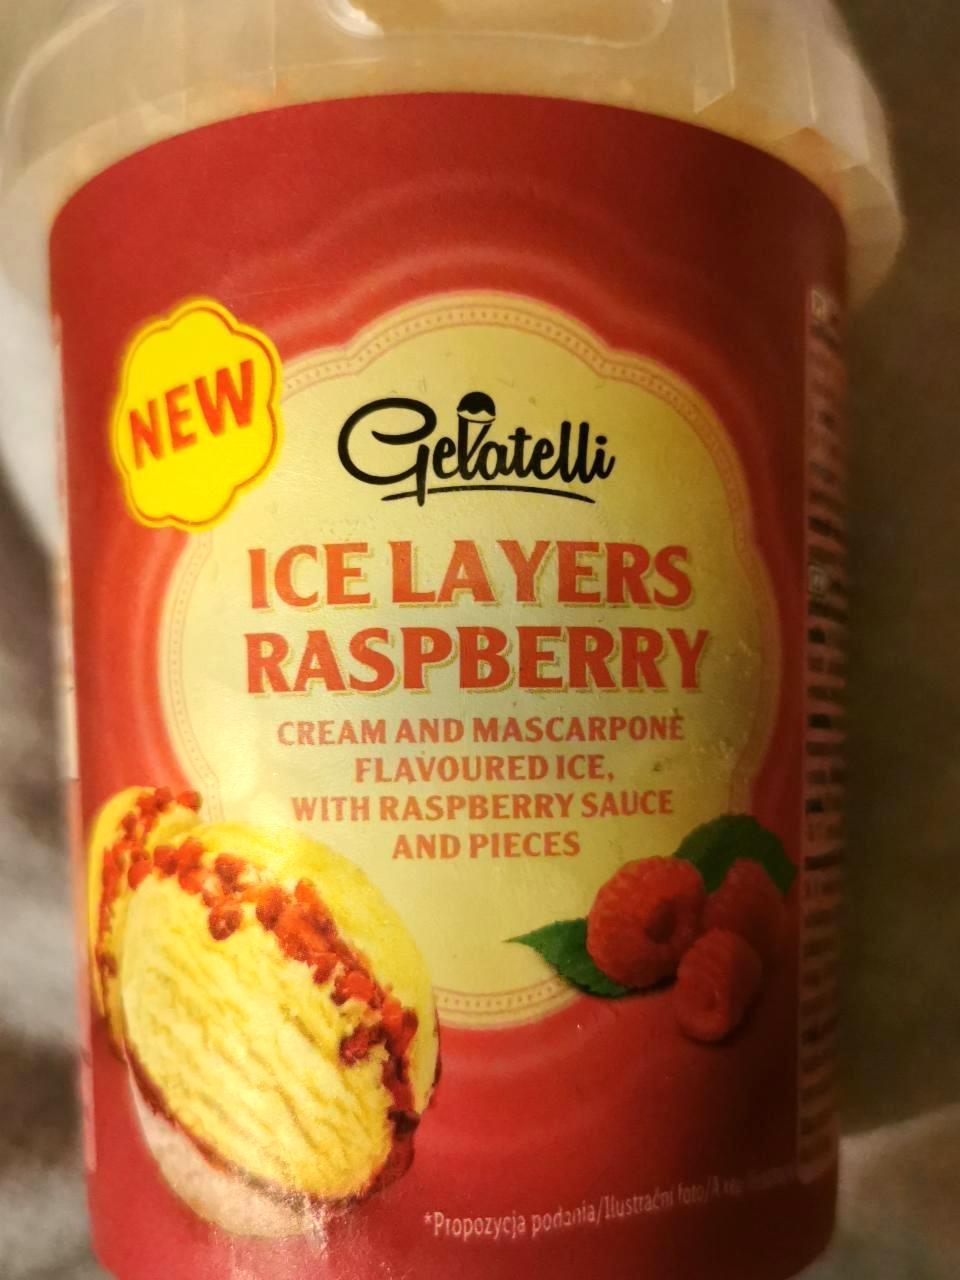 NEW
Gelatelli
ICE LAYERS
RASPBERRY
CREAM AND MASCARPONE
FLAVOURED ICE,
WITH RASPBERRY SAUCE
AND PIECES
*Propozycja podania/Ilustrační foto/A